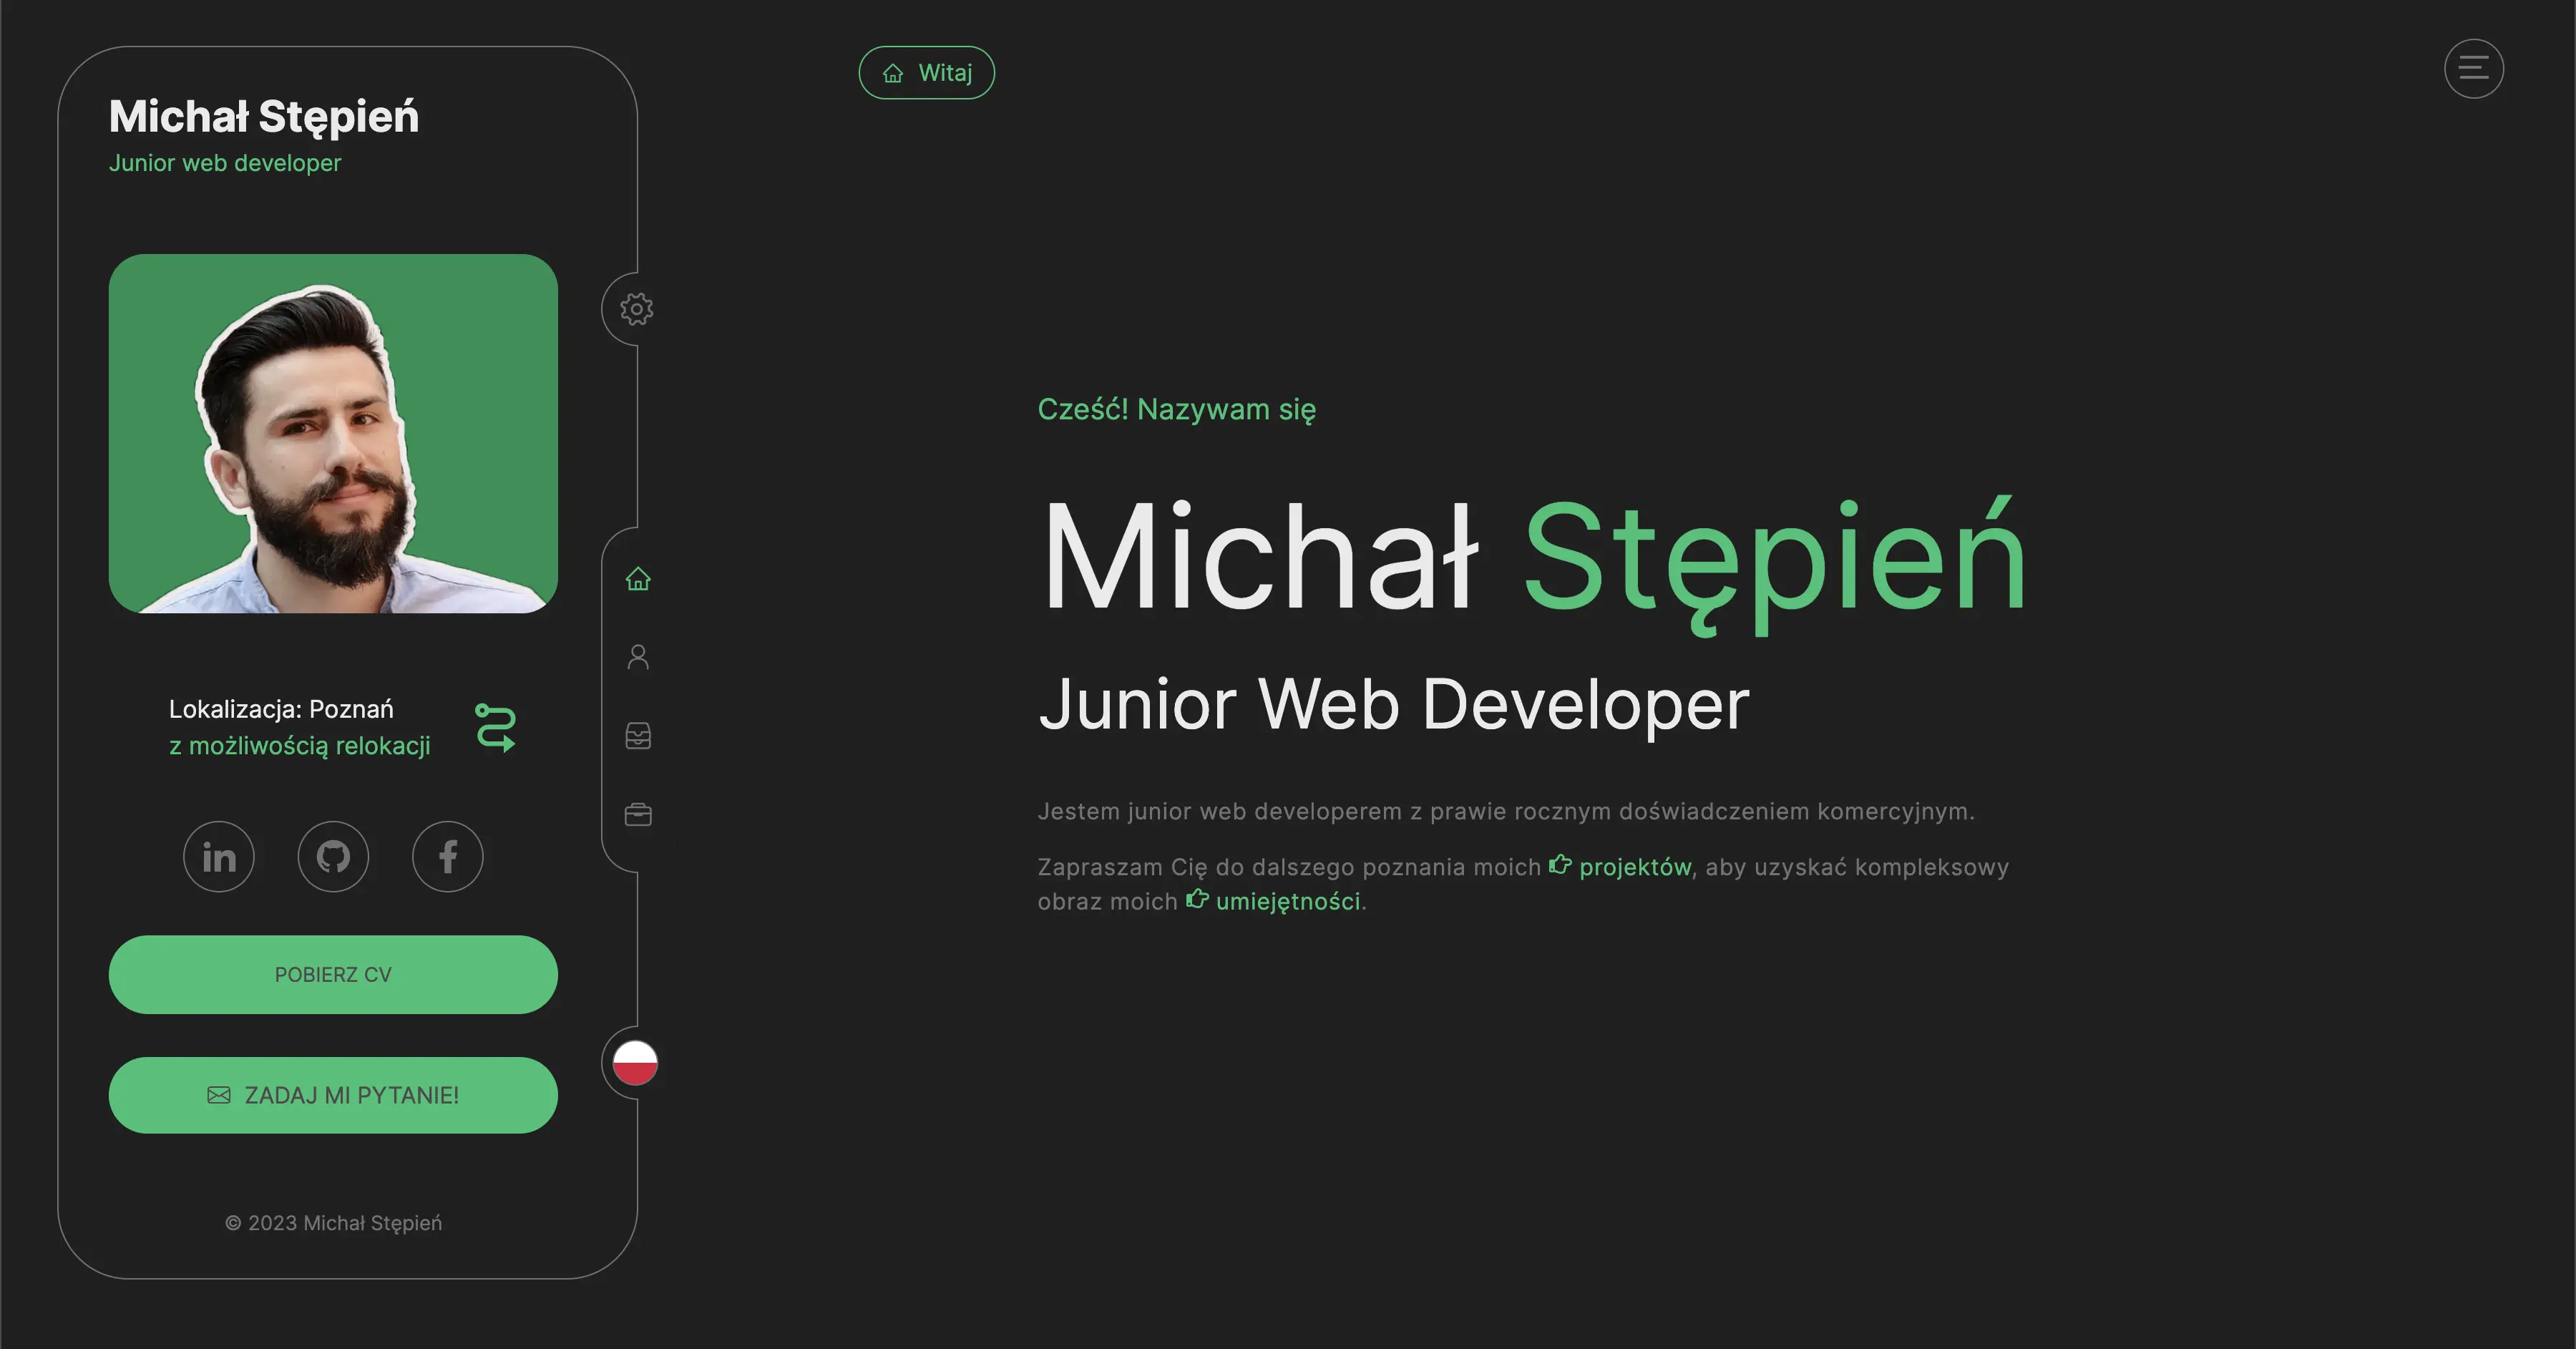 Michał Stępień
Junior web developer
Lokalizacja: Poznań
z możliwością relokacji
in
f
POBIERZ CV
ZADAJ MI PYTANIE!
© 2023 Michał Stępień
Witaj
Cześć! Nazywam się
Michał Stępień
Junior Web Developer
Jestem junior web developerem z prawie rocznym doświadczeniem komercyjnym.
Zapraszam Cię do dalszego poznania moich projektów, aby uzyskać kompleksowy
obraz moich umiejętności.